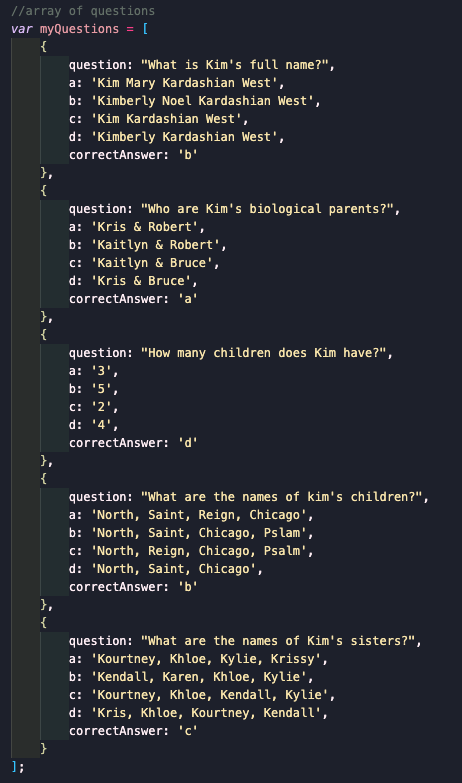 //array of questions
var myQuestions = [
{
question: "What is Kim's full name?",
a: 'Kim Mary Kardashian West',
b: 'Kimberly Noel Kardashian West',
c: 'Kim Kardashian West',
d: 'Kimberly Kardashian West',
correctAnswer: 'b'
},
{
question: "Who are Kim's biological parents?",
a: 'Kris & Robert',
b: 'Kaitlyn & Robert',
c: 'Kaitlyn & Bruce',
d: 'Kris & Bruce',
correctAnswer: 'a'
},
{
question: "How many children does Kim have?",
a: '3',
b: '5',
c: '2',
d: '4',
correctAnswer: 'd'
},
{
question: "What are the names of kim's children?",
a: 'North, Saint, Reign, Chicago',
b: 'North, Saint, Chicago, Pslam',
c: 'North, Reign, Chicago, Psalm',
d: 'North, Saint, Chicago',
correctAnswer: 'b'
},
{
question: "What are the names of Kim's sisters?",
a: 'Kourtney, Khloe, Kylie, Krissy',
b: 'Kendall, Karen, Khloe, Kylie',
c: 'Kourtney, Khloe, Kendall, Kylie',
d: 'Kris, Khloe, Kourtney, Kendall',
correctAnswer: 'c'
}
];